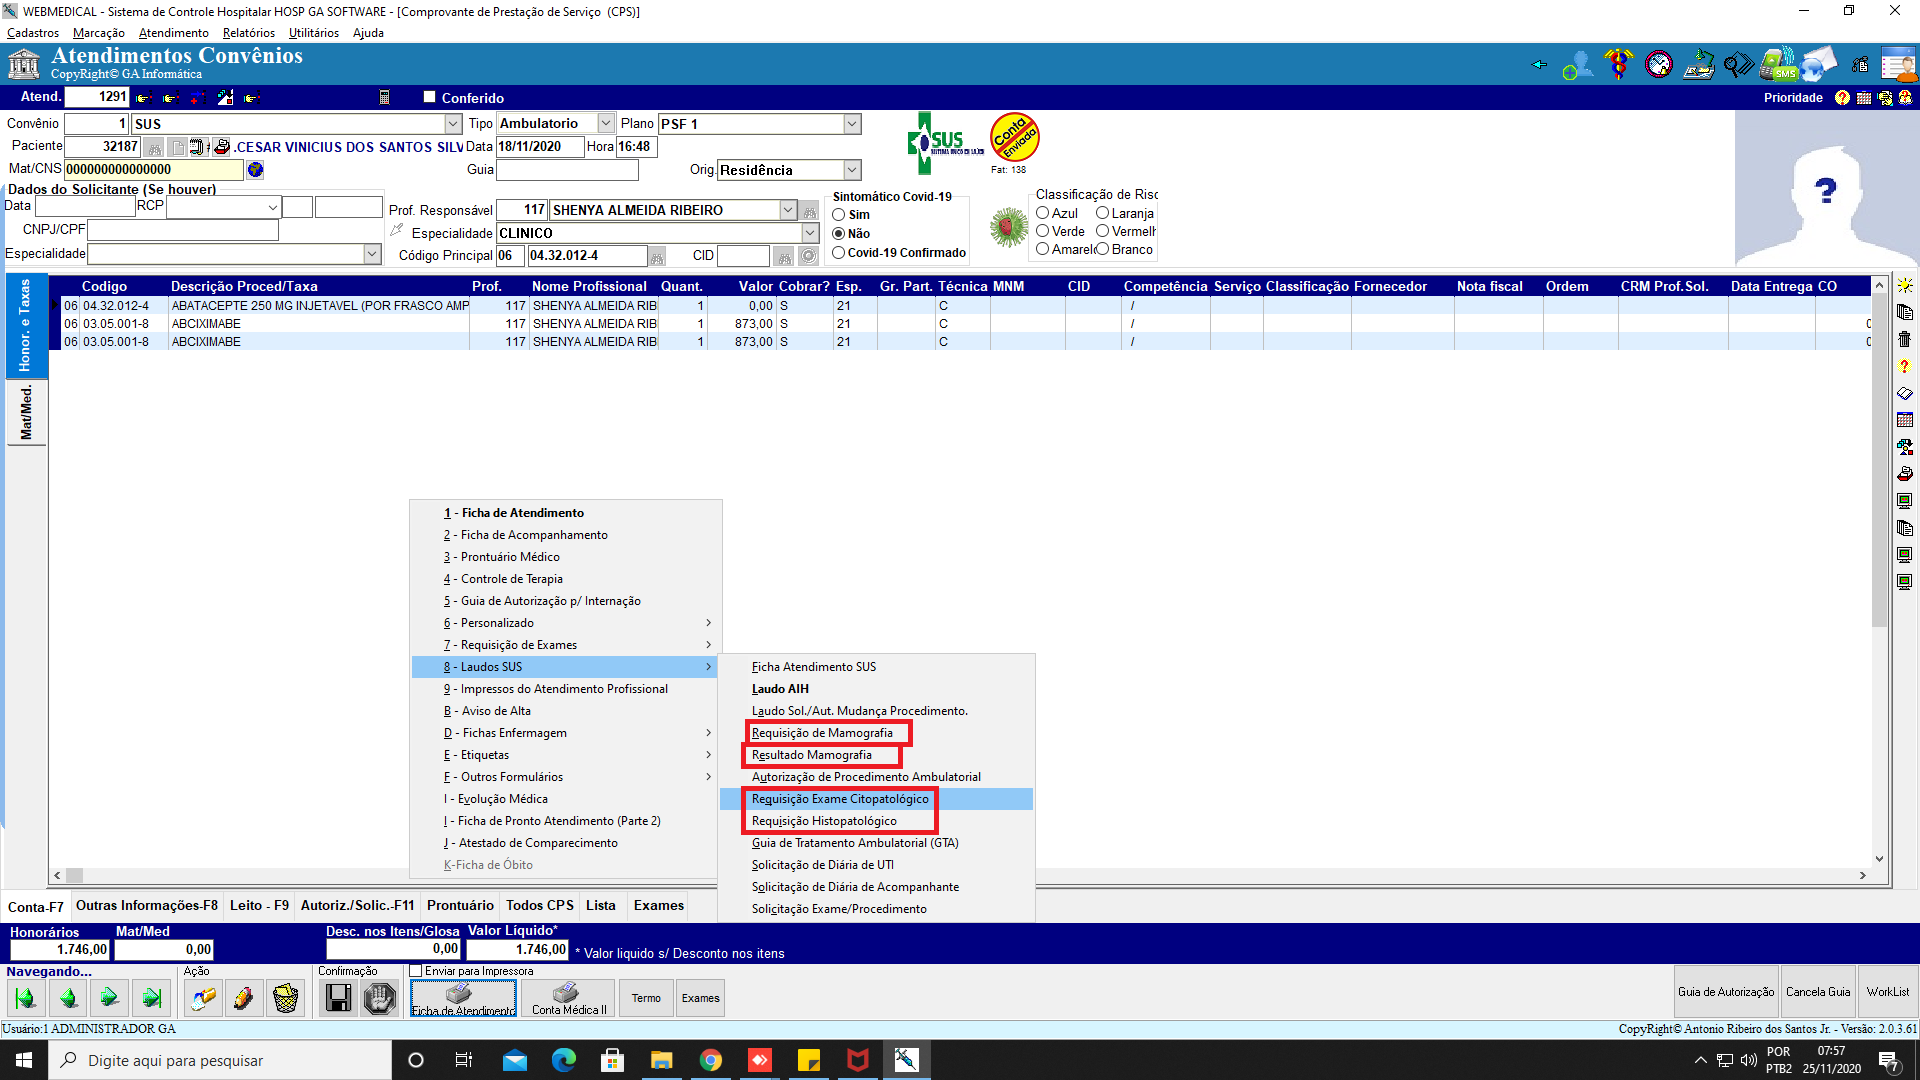 WEBMEDICAL - Sistema de Controle Hospitalar HOSP GA SOFTWARE - [Comprovante de Prestação de Serviço (CPS)]
Cadastros Marcação Atendimento Relatórios Utilitários Ajuda
Atendimentos Convênios
CopyRight© GA Informática
SMS
Atend. 1291 Conferido Prioridade
Convênio 1 SUS Tipo Ambulatorio Plano PSF 1
Paciente 32187 .CESAR VINICIUS DOS SANTOS SILV Data 18/11/2020 Hora 16:48
Mat/CNS 000000000000000 Guia Orig. Residência
SUS
Conta Enviada
Fat: 138
Dados do Solicitante (Se houver)
Data RCP
CNPJ/CPF
Especialidade
Prof. Responsável 117 SHENYA ALMEIDA RIBEIRO
Especialidade CLINICO
Código Principal 06 04.32.012-4 CID
Sintomático Covid-19
Sim
Não
Covid-19 Confirmado
Classificação de Risc
Azul Laranja
Verde Vermelh
Amarelo Branco
?
Honor. e Taxas
Mat/Med.
Codigo Descrição Proced/Taxa Prof. Nome Profissional Quant. Valor Cobrar? Esp. Gr. Part. Técnica MNM CID Competência Serviço Classificação Fornecedor Nota fiscal Ordem CRM Prof.Sol. Data Entrega CO
06 04.32.012-4 ABATACEPTE 250 MG INJETAVEL (POR FRASCO AMP 117 SHENYA ALMEIDA RIB 1 0,00 S 21 C /
06 03.05.001-8 ABCIXIMABE 117 SHENYA ALMEIDA RIB 1 873,00 S 21 C / 0
06 03.05.001-8 ABCIXIMABE 117 SHENYA ALMEIDA RIB 1 873,00 S 21 C / 0
1 - Ficha de Atendimento
2 - Ficha de Acompanhamento
3 - Prontuário Médico
4 - Controle de Terapia
5 - Guia de Autorização p/ Internação
6 - Personalizado
7 - Requisição de Exames
8 - Laudos SUS
9 - Impressos do Atendimento Profissional
B - Aviso de Alta
D - Fichas Enfermagem
E - Etiquetas
F - Outros Formulários
I - Evolução Médica
I - Ficha de Pronto Atendimento (Parte 2)
J - Atestado de Comparecimento
K-Ficha de Óbito
Ficha Atendimento SUS
Laudo AIH
Laudo Sol./Aut. Mudança Procedimento.
Requisição de Mamografia
Resultado Mamografia
Autorização de Procedimento Ambulatorial
Requisição Exame Citopatológico
Requisição Histopatológico
Guia de Tratamento Ambulatorial (GTA)
Solicitação de Diária de UTI
Solicitação de Diária de Acompanhante
Solicitação Exame/Procedimento
Conta-F7 Outras Informações-F8 Leito - F9 Autoriz./Solic.-F11 Prontuário Todos CPS Lista Exames
Honorários Mat/Med Desc. nos Itens/Glosa Valor Líquido*
1.746,00 0,00 0,00 1.746,00 * Valor liquido s/ Desconto nos itens
Navegando... Ação Confirmação Enviar para Impressora
Ficha de Atendimento Conta Médica II Termo Exames Guia de Autorização Cancela Guia WorkList
Usuário:1 ADMINISTRADOR GA CopyRight© Antonio Ribeiro dos Santos Jr. - Versão: 2.0.3.61
Digite aqui para pesquisar
POR
PTB2
07:57
25/11/2020
7